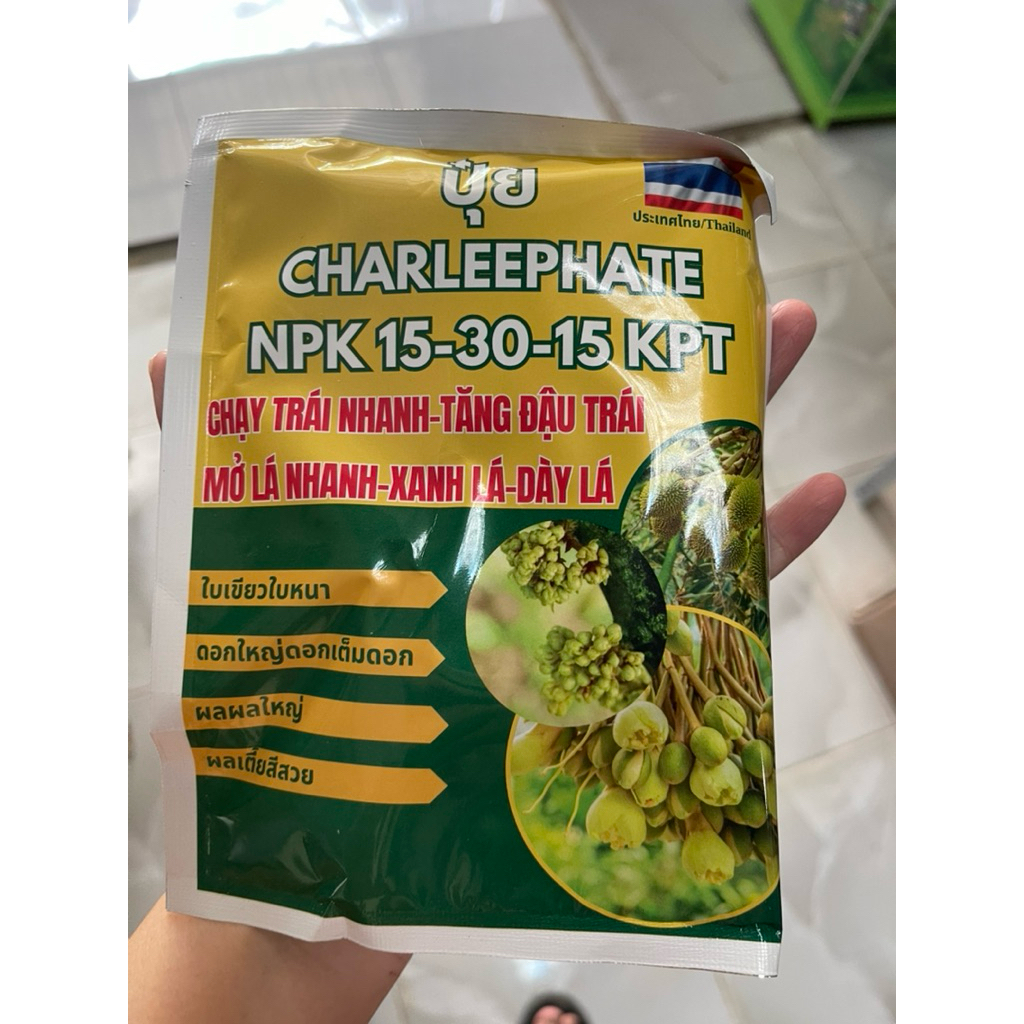 ปุ๋ย
ประเทศไทย/Thailand
CHARLEEPHATE
NPK 15-30-15 KPT
CHẠY TRÁI NHANH-TĂNG ĐẬU TRÁI
MỞ LÁ NHANH-XANH LÁ-DÀY LÁ
ใบเขียวใบหนา
ดอกใหญ่ดอกเต็มดอก
ผลผลใหญ่
ผลเตี้ยสีสวย